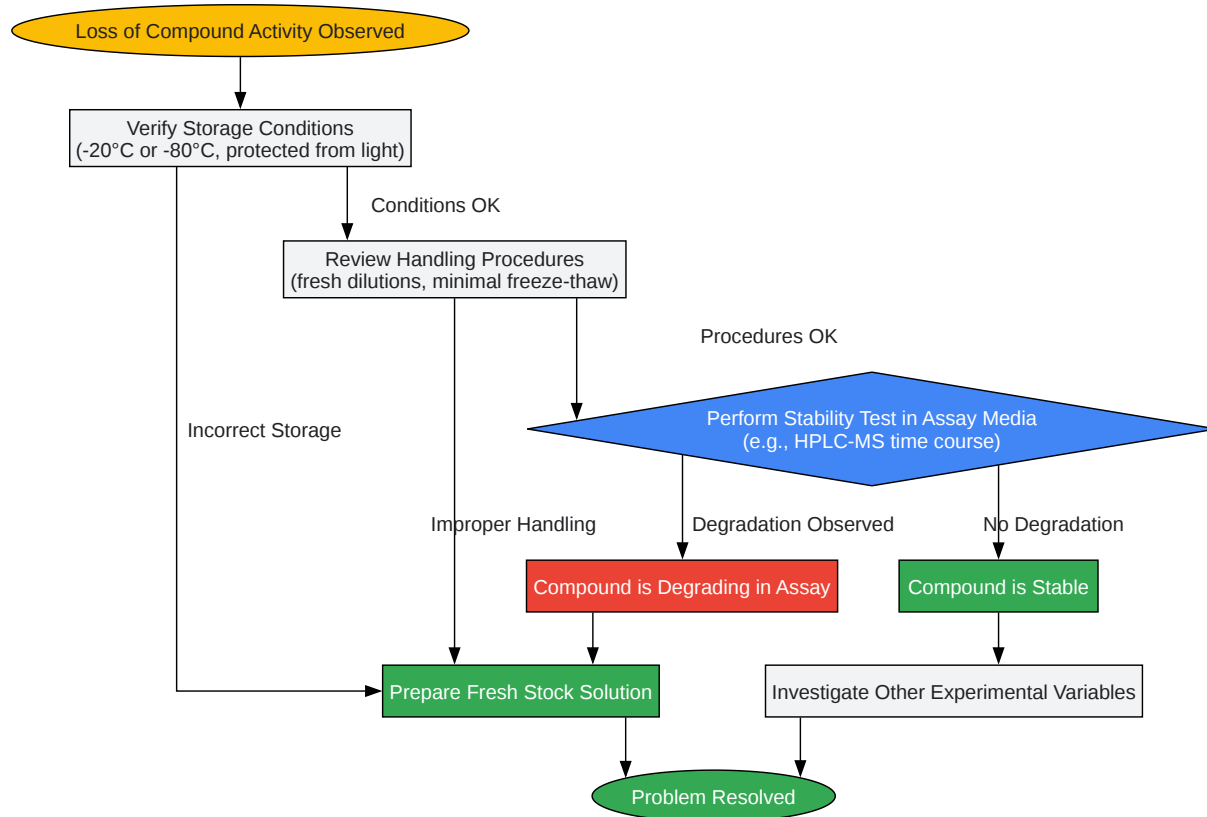 Loss of Compound Activity Observed
Verify Storage Conditions
(-20°C or -80°C, protected from light)
Conditions OK
Review Handling Procedures
(fresh dilutions, minimal freeze-thaw)
Procedures OK
Perform Stability Test in Assay Media
(e.g., HPLC-MS time course)
Incorrect Storage
Improper Handling
Degradation Observed
No Degradation
Compound is Degrading in Assay
Compound is Stable
Prepare Fresh Stock Solution
Investigate Other Experimental Variables
Problem Resolved